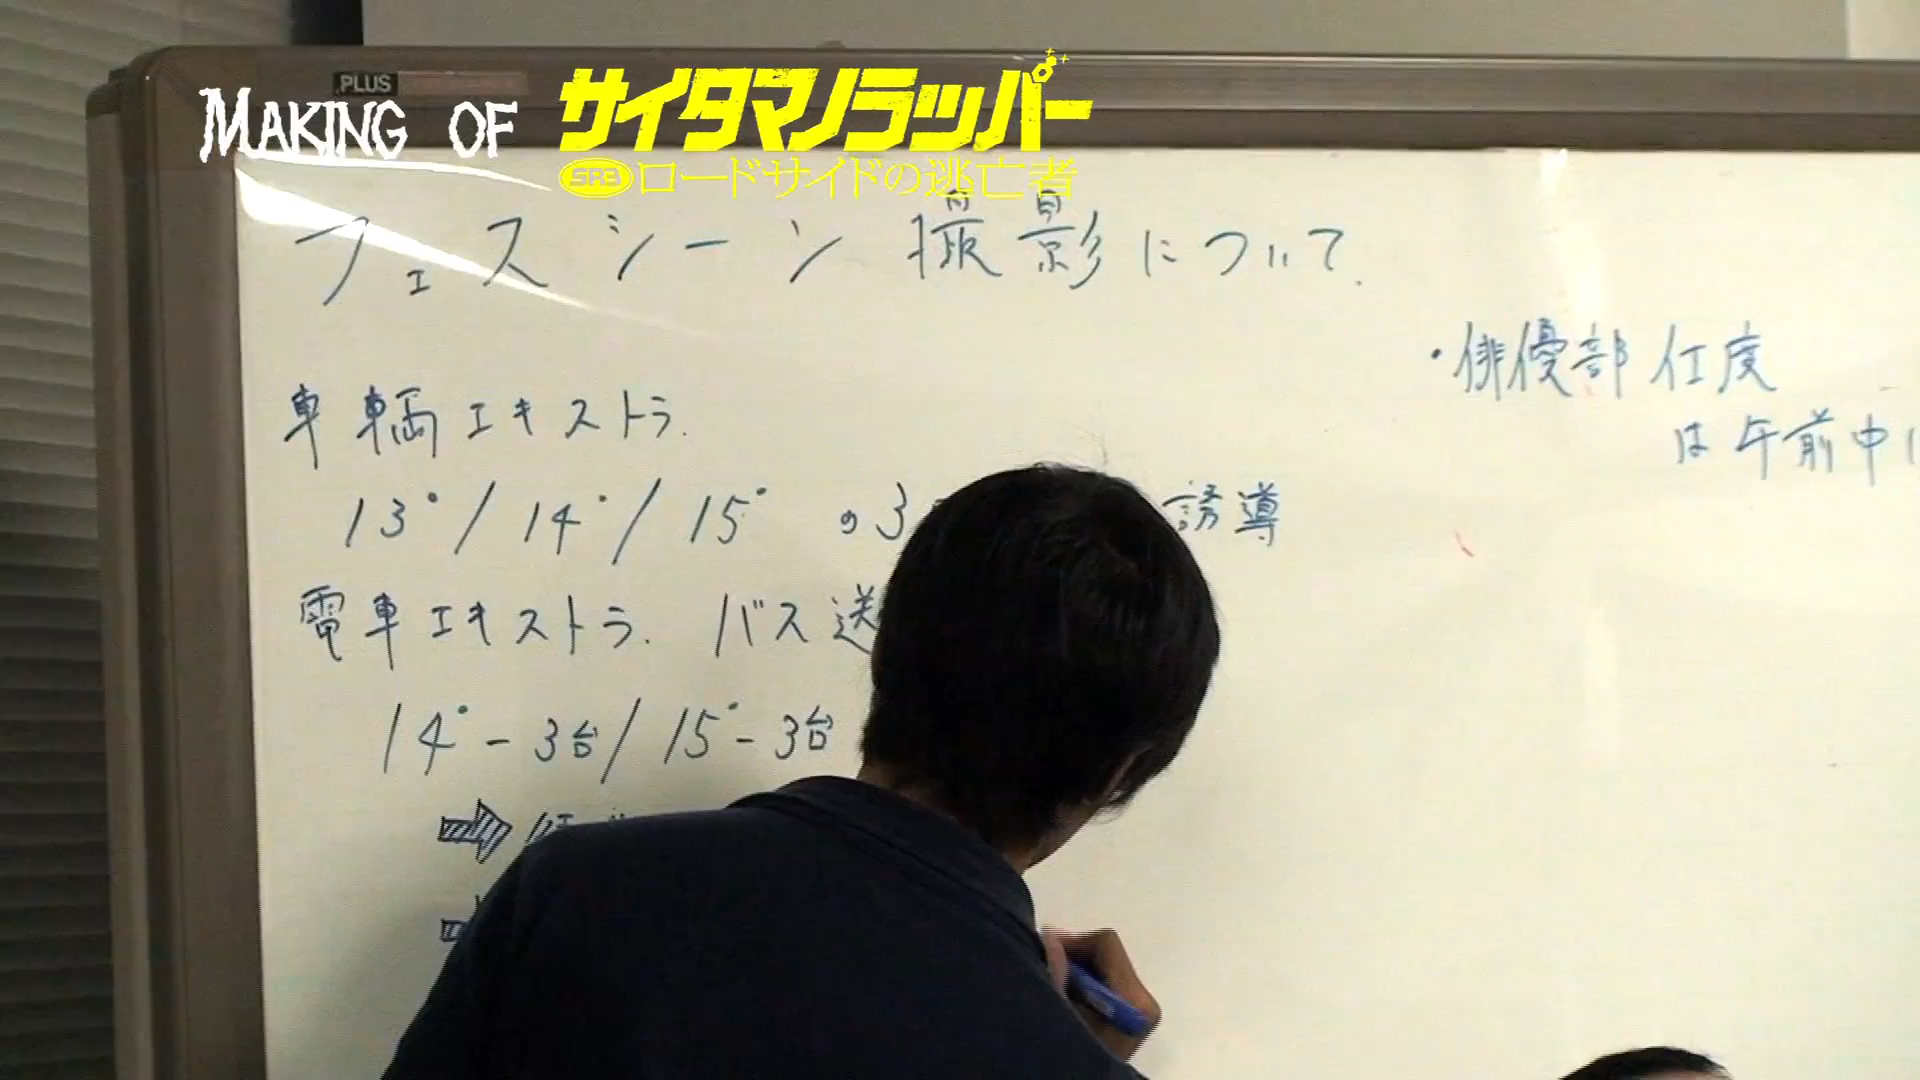 PLUS
MAKING OF サイタマノラッパー
SR3 ロードサイドの逃亡者
フェスシーン撮影について.
・俳優部 仕度
は午前中に
車輌エキストラ.
13°/14°/15° の3 誘導
電車エキストラ. バス送
14° - 3台/15° - 3台